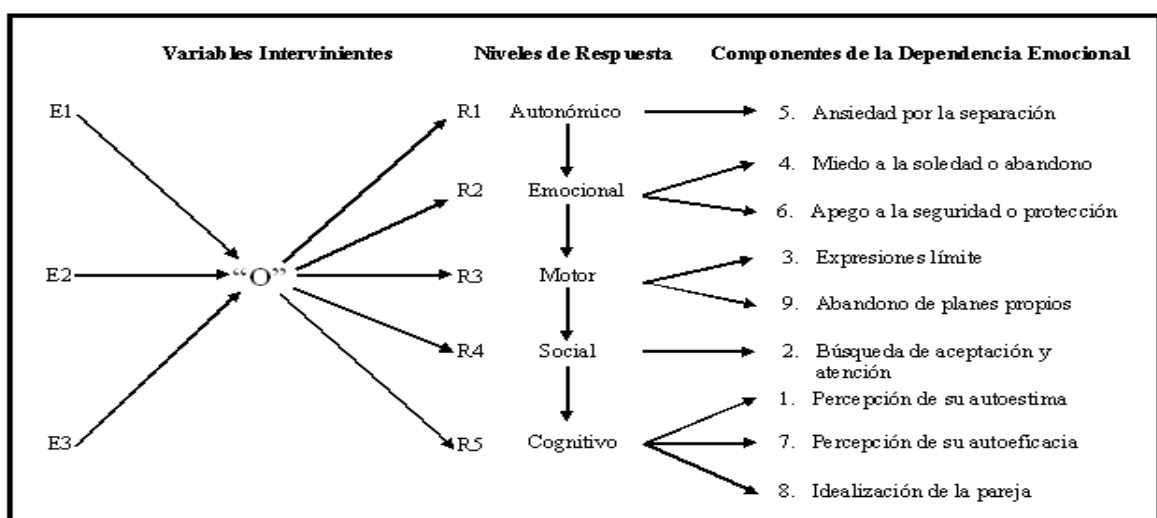 Variables Intervinientes Niveles de Respuesta Componentes de la Dependencia Emocional
E1 R1 Autonómico 5. Ansiedad por la separación
4. Miedo a la soledad o abandono
R2 Emocional
6. Apego a la seguridad o protección
3. Expresiones límite
E2 “O” R3 Motor
9. Abandono de planes propios
R4 Social 2. Búsqueda de aceptación y
atención
1. Percepción de su autoestima
E3 R5 Cognitivo 7. Percepción de su autoeficacia
8. Idealización de la pareja